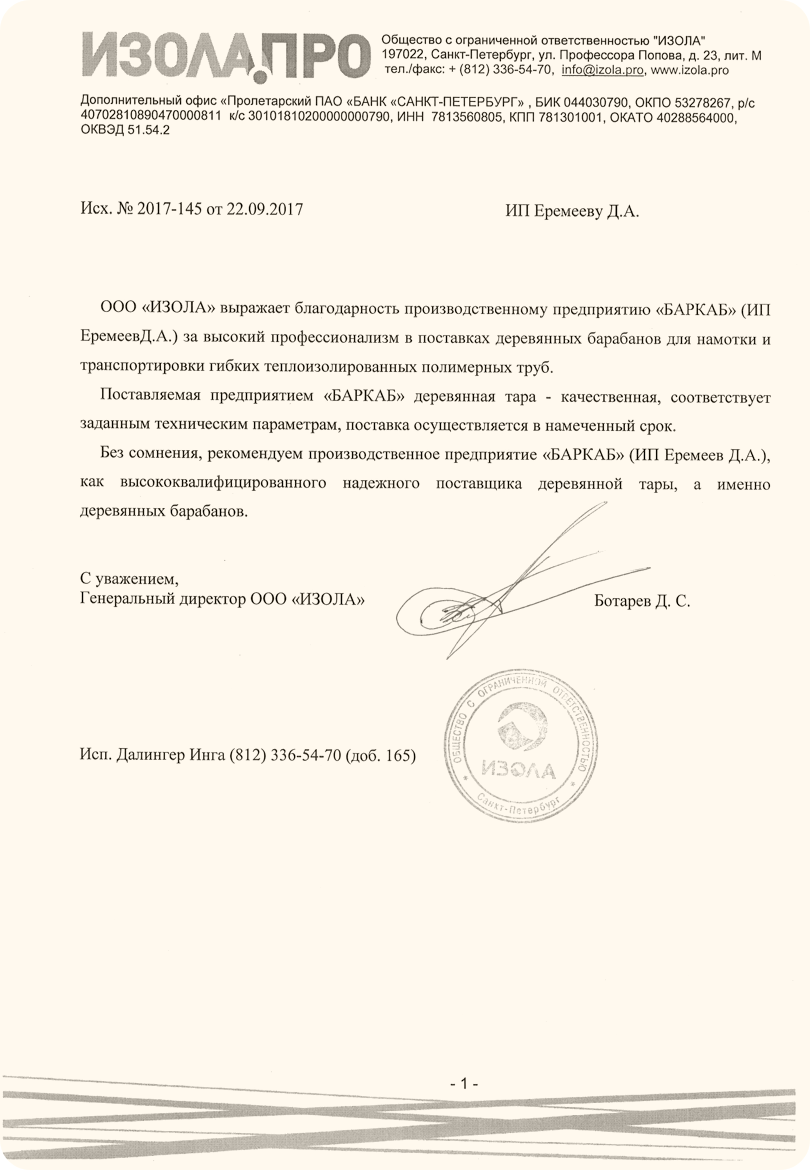 ИЗОЛА.ПРО
Общество с ограниченной ответственностью "ИЗОЛА"
197022, Санкт-Петербург, ул. Профессора Попова, д. 23, лит. М
тел./факс: + (812) 336-54-70, info@izola.pro, www.izola.pro
Дополнительный офис «Пролетарский ПАО «БАНК «САНКТ-ПЕТЕРБУРГ» , БИК 044030790, ОКПО 53278267, р/с
40702810890470000811 к/с 30101810200000000790, ИНН 7813560805, КПП 781301001, ОКАТО 40288564000,
ОКВЭД 51.54.2
Исх. № 2017-145 от 22.09.2017
ИП Еремееву Д.А.
ООО «ИЗОЛА» выражает благодарность производственному предприятию «БАРКАБ» (ИП
ЕремеевД.А.) за высокий профессионализм в поставках деревянных барабанов для намотки и
транспортировки гибких теплоизолированных полимерных труб.
Поставляемая предприятием «БАРКАБ» деревянная тара - качественная, соответствует
заданным техническим параметрам, поставка осуществляется в намеченный срок.
Без сомнения, рекомендуем производственное предприятие «БАРКАБ» (ИП Еремеев Д.А.),
как высококвалифицированного надежного поставщика деревянной тары, а именно
деревянных барабанов.
С уважением,
Генеральный директор ООО «ИЗОЛА»
Ботарев Д. С.
ОБЩЕСТВО С ОГРАНИЧЕННОЙ ОТВЕТСТВЕННОСТЬЮ
ИЗОЛА
Санкт-Петербург
Исп. Далингер Инга (812) 336-54-70 (доб. 165)
- 1 -